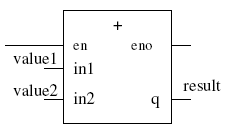 +
en eno
value1 in1
result
value2 in2 q